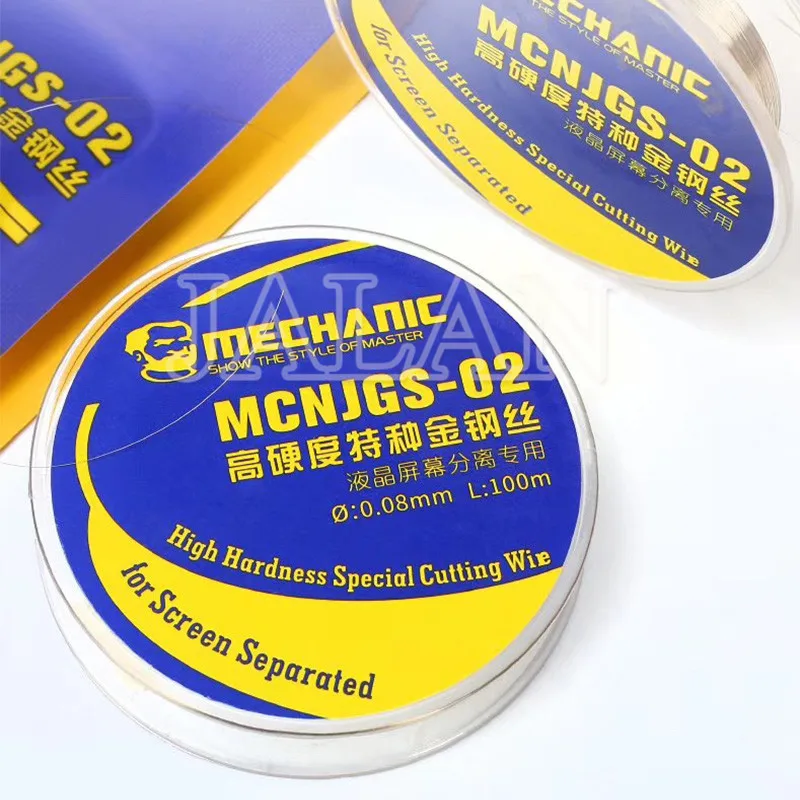 MECHANIC
SHOW THE STYLE OF MASTER
MCNJGS-02
高硬度特种金钢丝
液晶屏幕分离专用
High Hardness Special Cutting Wire
for Screen Separated
NJGS-02
金钢丝
JALAN
MECHANIC
SHOW THE STYLE OF MASTER
MCNJGS-02
高硬度特种金钢丝
液晶屏幕分离专用
Ø:0.08mm L:100m
High Hardness Special Cutting Wire
for Screen Separated